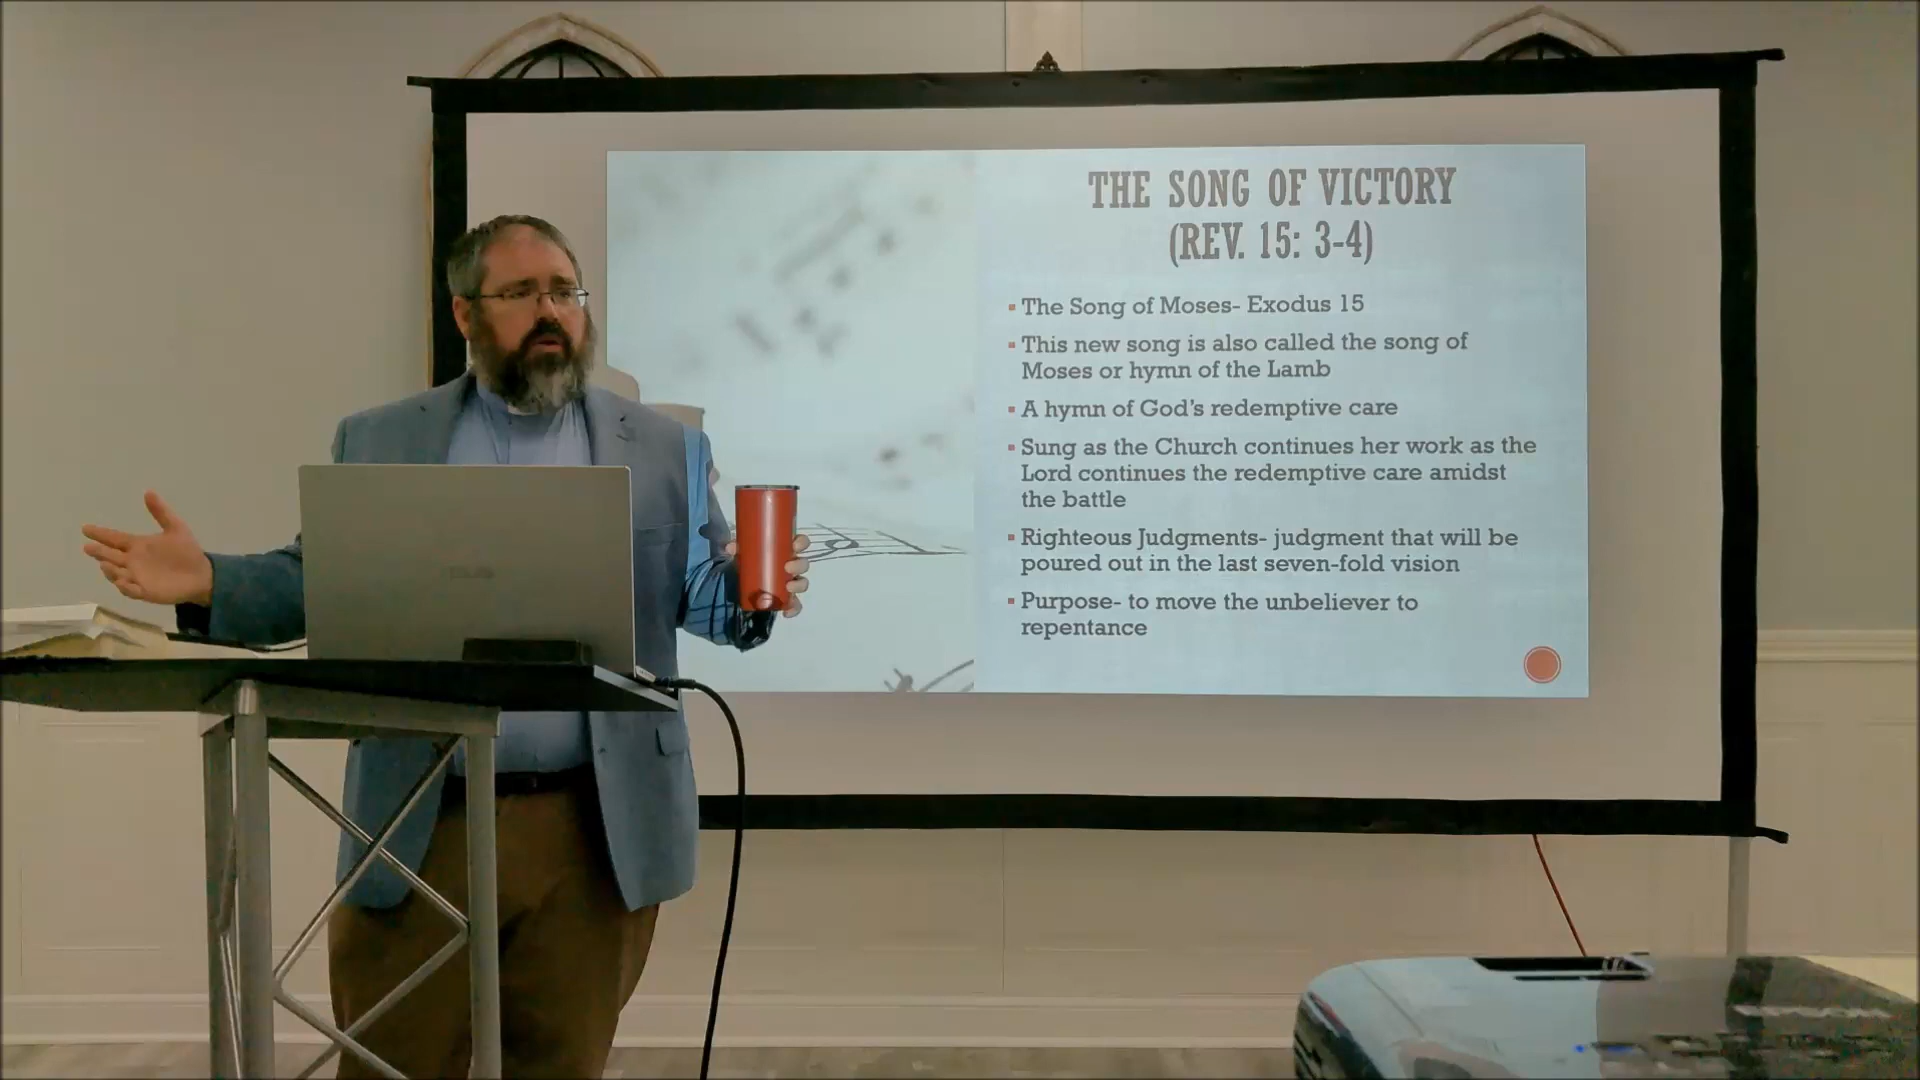 THE SONG OF VICTORY
(REV. 15: 3-4)
▪ The Song of Moses- Exodus 15
▪ This new song is also called the song of
Moses or hymn of the Lamb
▪ A hymn of God's redemptive care
▪ Sung as the Church continues her work as the
Lord continues the redemptive care amidst
the battle
▪ Righteous Judgments- judgment that will be
poured out in the last seven-fold vision
▪ Purpose- to move the unbeliever to
repentance